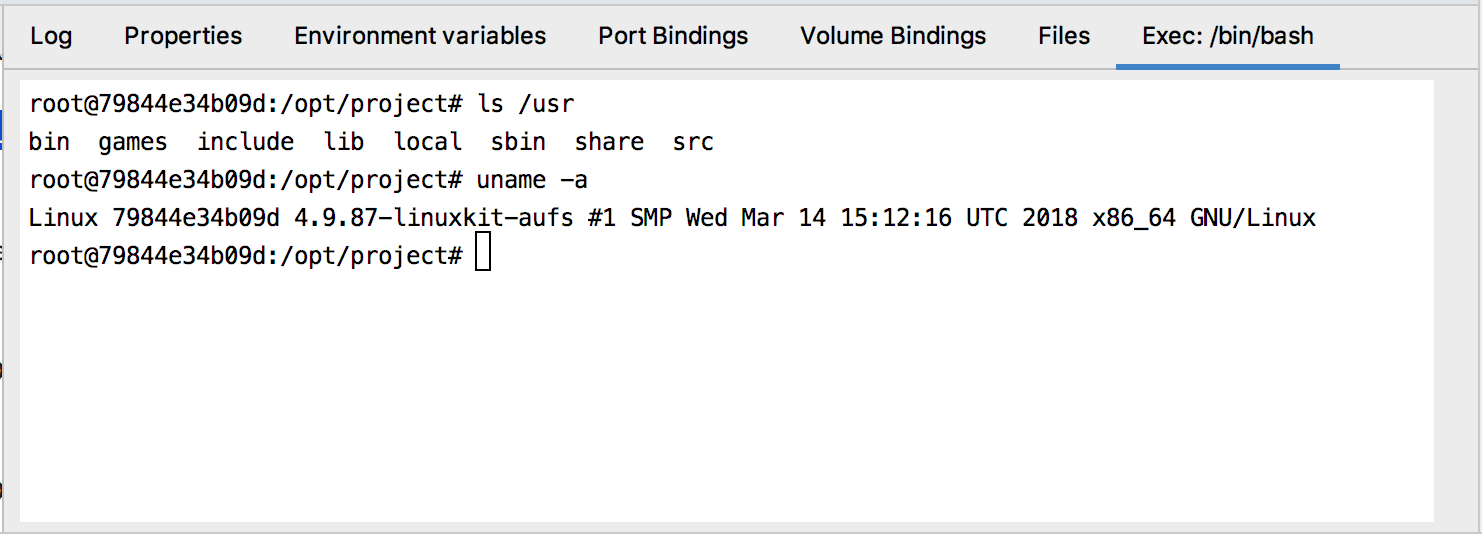 Log Properties Environment variables Port Bindings Volume Bindings Files Exec: /bin/bash
root@79844e34b09d:/opt/project# ls /usr
bin  games  include  lib  local  sbin  share  src
root@79844e34b09d:/opt/project# uname -a
Linux 79844e34b09d 4.9.87-linuxkit-aufs #1 SMP Wed Mar 14 15:12:16 UTC 2018 x86_64 GNU/Linux
root@79844e34b09d:/opt/project#